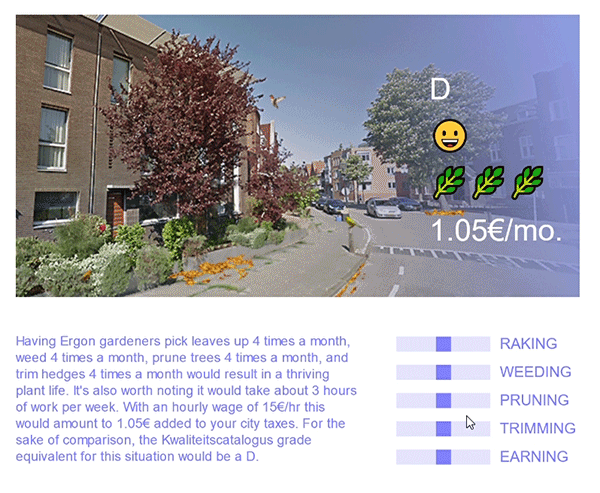 D
1.05€/mo.
Having Ergon gardeners pick leaves up 4 times a month,
weed 4 times a month, prune trees 4 times a month, and
trim hedges 4 times a month would result in a thriving
plant life. It's also worth noting it would take about 3 hours
of work per week. With an hourly wage of 15€/hr this
would amount to 1.05€ added to your city taxes. For the
sake of comparison, the Kwaliteitscatalogus grade
equivalent for this situation would be a D.
RAKING
WEEDING
PRUNING
TRIMMING
EARNING